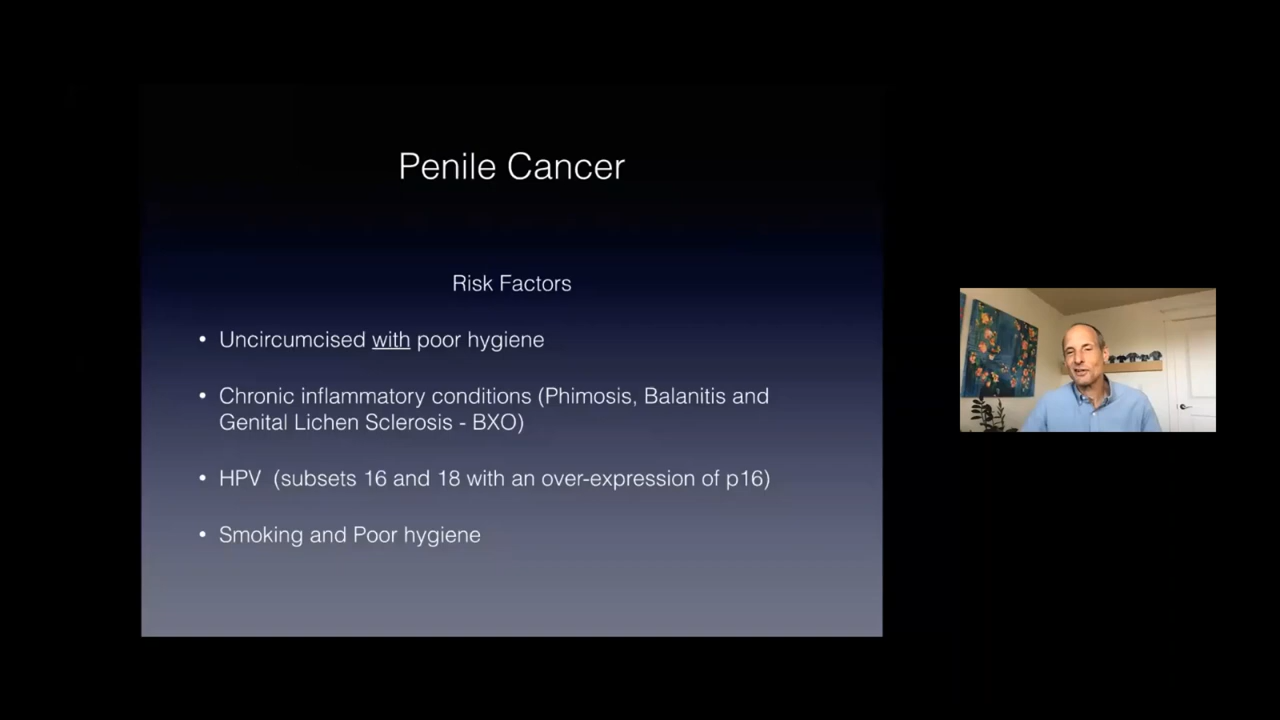 Penile Cancer
Risk Factors
• Uncircumcised with poor hygiene
• Chronic inflammatory conditions (Phimosis, Balanitis and
Genital Lichen Sclerosis - BXO)
• HPV (subsets 16 and 18 with an over-expression of p16)
• Smoking and Poor hygiene